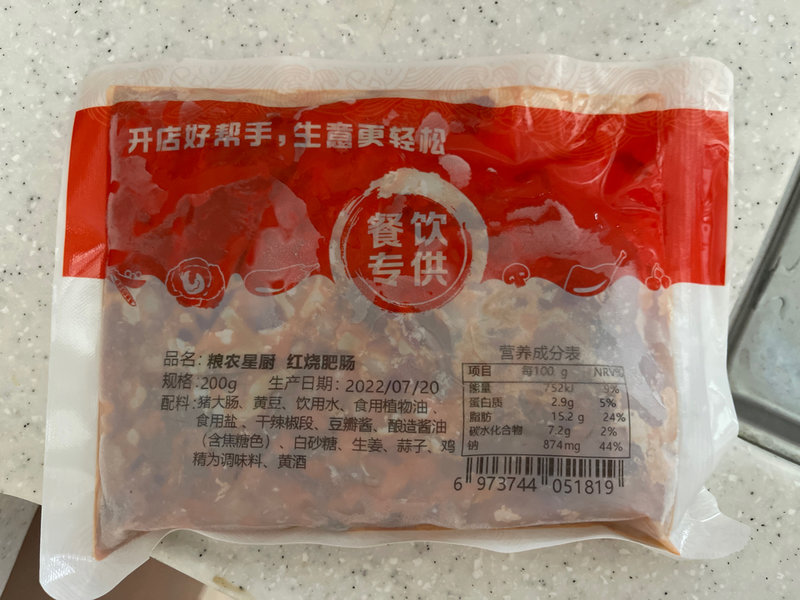 开店好帮手,生意更轻松
餐饮
专供
品名: 粮农星厨 红烧肥肠
规格:200g 生产日期: 2022/07/20
配料:猪大肠、黄豆、饮用水、食用植物油、
食用盐、干辣椒段、豆瓣酱、酿造酱油
(含焦糖色)、白砂糖、生姜、蒜子、鸡
精为调味料、黄酒
营养成分表
项目 每100 g NRV%
能量 752kJ 9%
蛋白质 2.9g 5%
脂肪 15.2 g 24%
碳水化合物 7.2g 2%
钠 874mg 44%
6 973744 051819